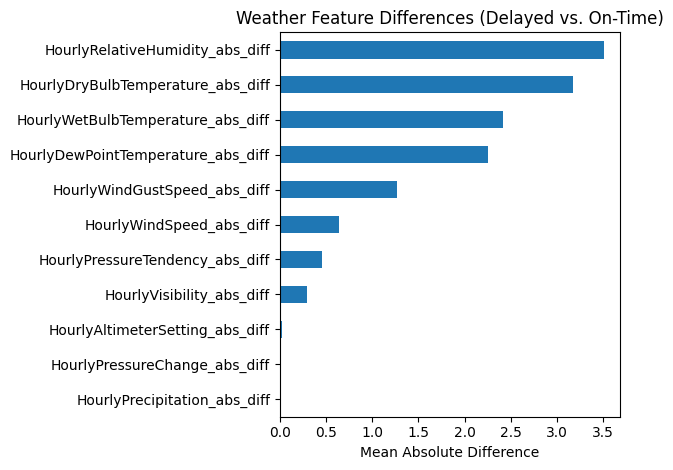 Weather Feature Differences (Delayed vs. On-Time)
HourlyRelativeHumidity_abs_diff
HourlyDryBulbTemperature_abs_diff
HourlyWetBulbTemperature_abs_diff
HourlyDewPointTemperature_abs_diff
HourlyWindGustSpeed_abs_diff
HourlyWindSpeed_abs_diff
HourlyPressureTendency_abs_diff
HourlyVisibility_abs_diff
HourlyAltimeterSetting_abs_diff
HourlyPressureChange_abs_diff
HourlyPrecipitation_abs_diff
0.0 0.5 1.0 1.5 2.0 2.5 3.0 3.5
Mean Absolute Difference